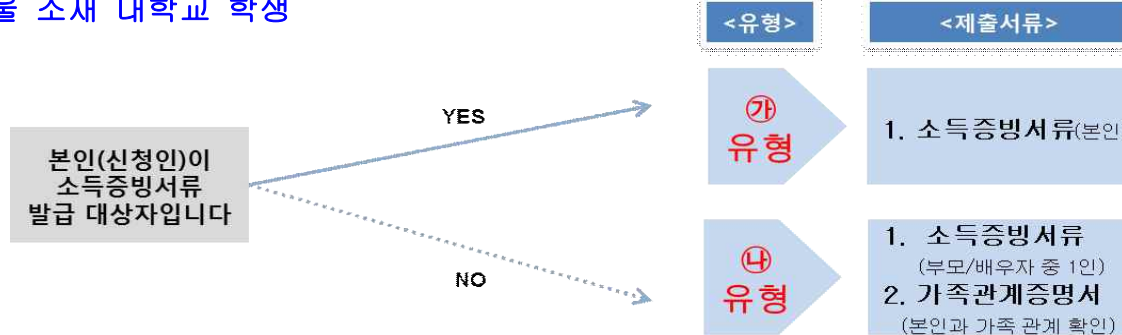 소재 대학교 학생
<유형>
<제출서류>
본인(신청인)이
소득증빙서류
발급 대상자입니다
YES
NO
㉮
유형
1. 소득증빙서류(본인
㉯
유형
1. 소득증빙서류
(부모/배우자 중 1인)
2. 가족관계증명서
(본인과 가족 관계 확인)